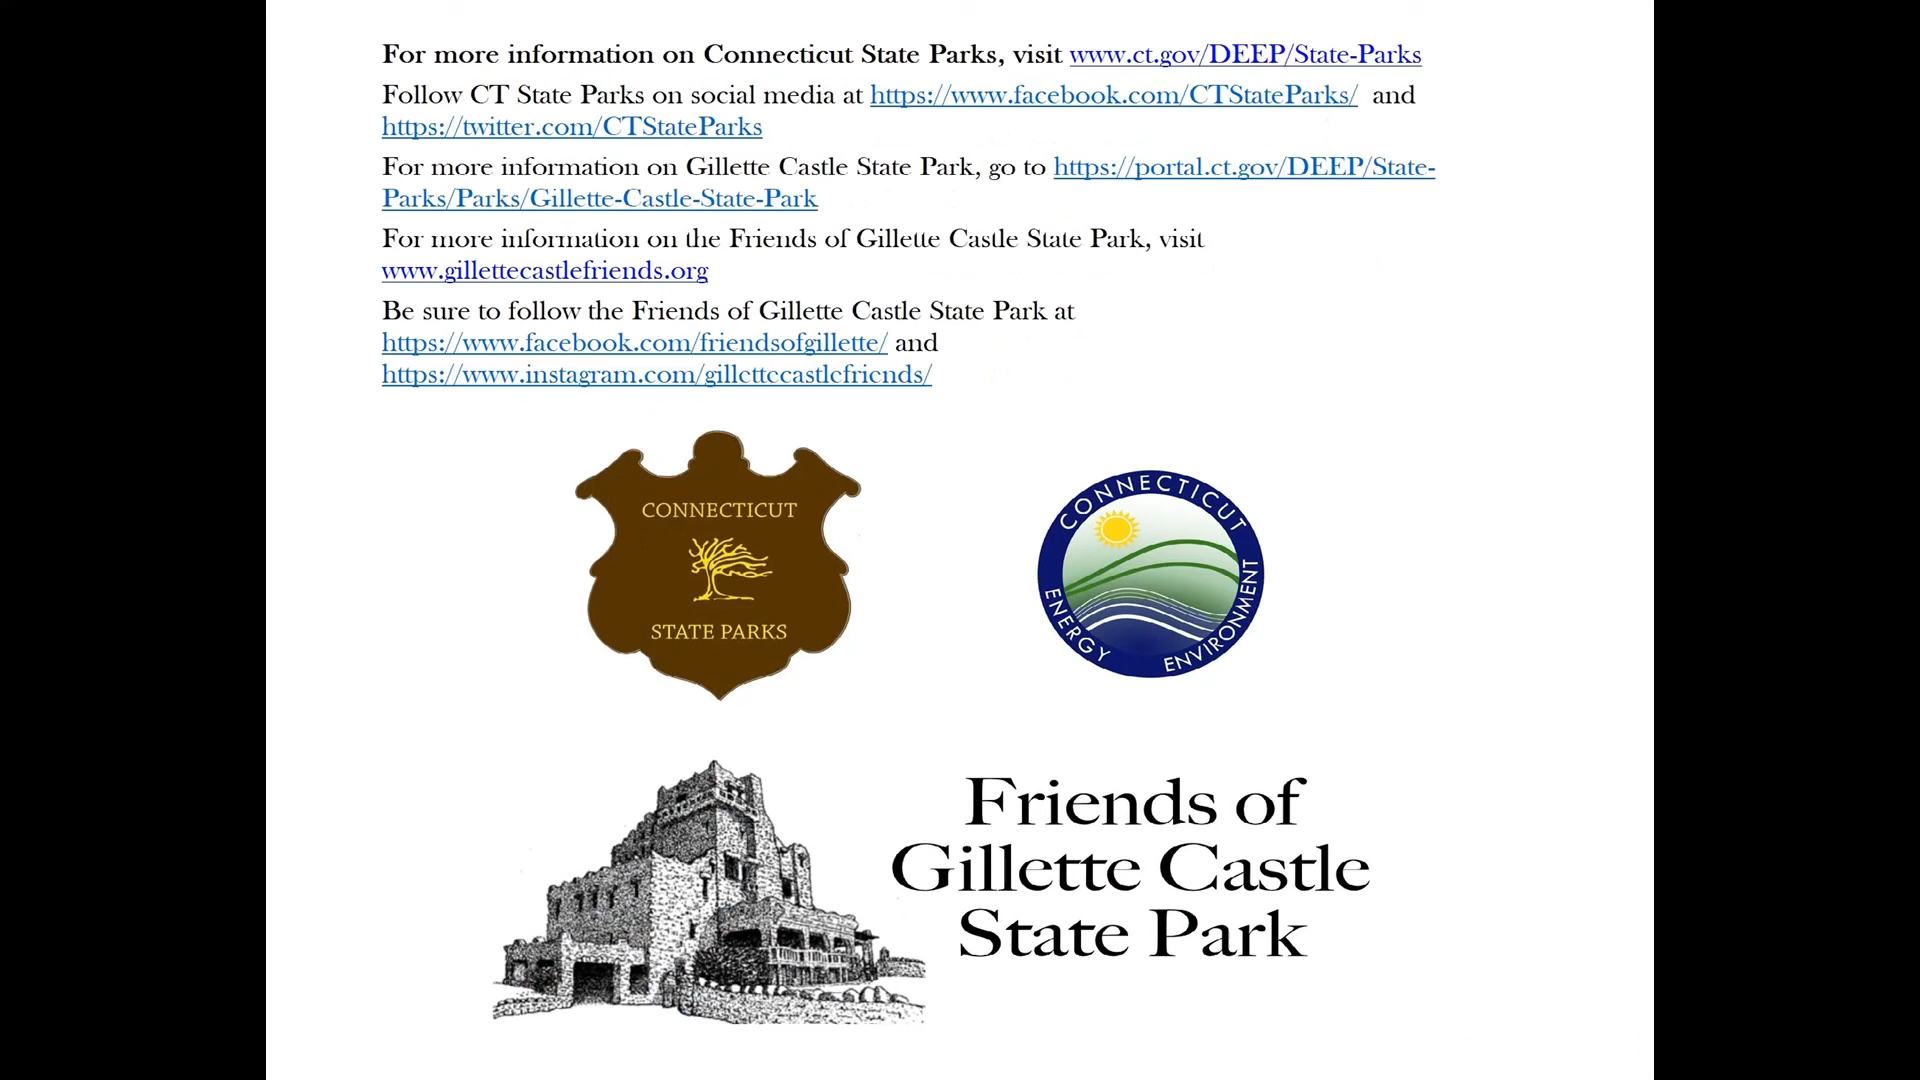 For more information on Connecticut State Parks, visit www.ct.gov/DEEP/State-Parks
Follow CT State Parks on social media at https://www.facebook.com/CTStateParks/ and
https://twitter.com/CTStateParks
For more information on Gillette Castle State Park, go to https://portal.ct.gov/DEEP/State-
Parks/Parks/Gillette-Castle-State-Park
For more information on the Friends of Gillette Castle State Park, visit
www.gillettecastlefriends.org
Be sure to follow the Friends of Gillette Castle State Park at
https://www.facebook.com/friendsofgillette/ and
https://www.instagram.com/gillettecastlefriends/
CONNECTICUT
STATE PARKS
CONNECTICUT
ENERGY
ENVIRONMENT
Friends of
Gillette Castle
State Park